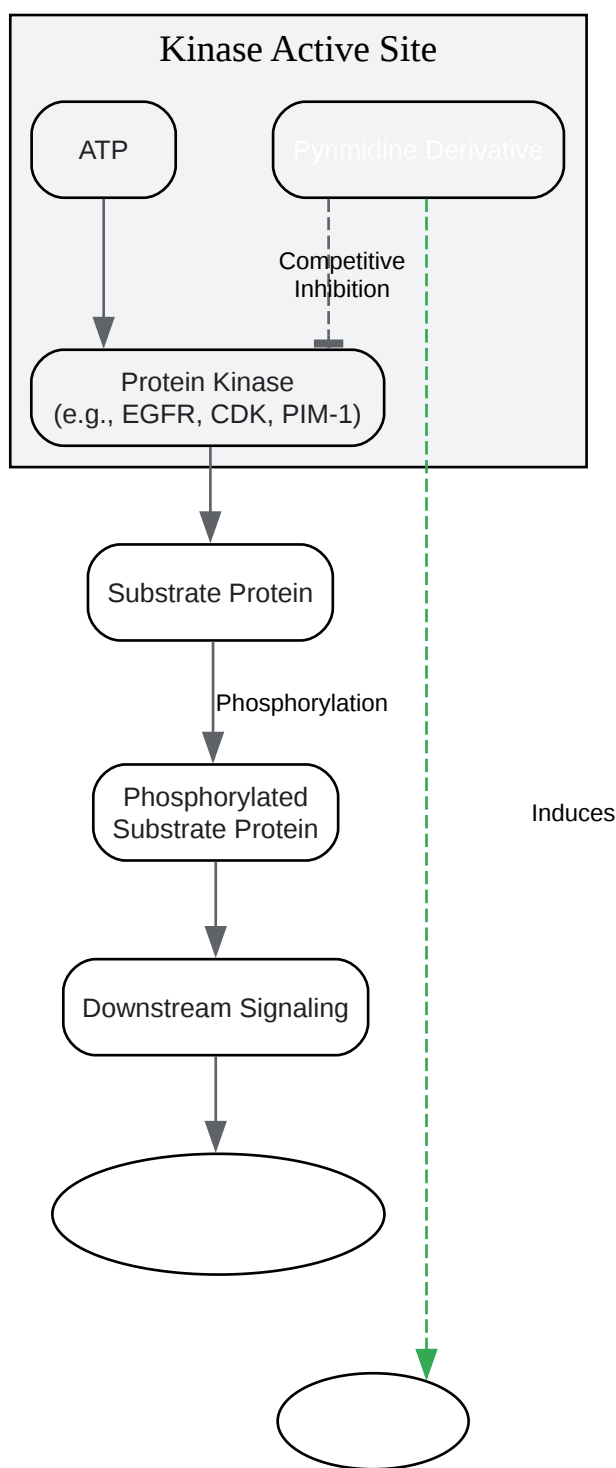 Kinase Active Site
ATP
Pyrimidine Derivative
Competitive
Inhibition
Protein Kinase
(e.g., EGFR, CDK, PIM-1)
Substrate Protein
Phosphorylation
Phosphorylated
Substrate Protein
Induces
Downstream Signaling